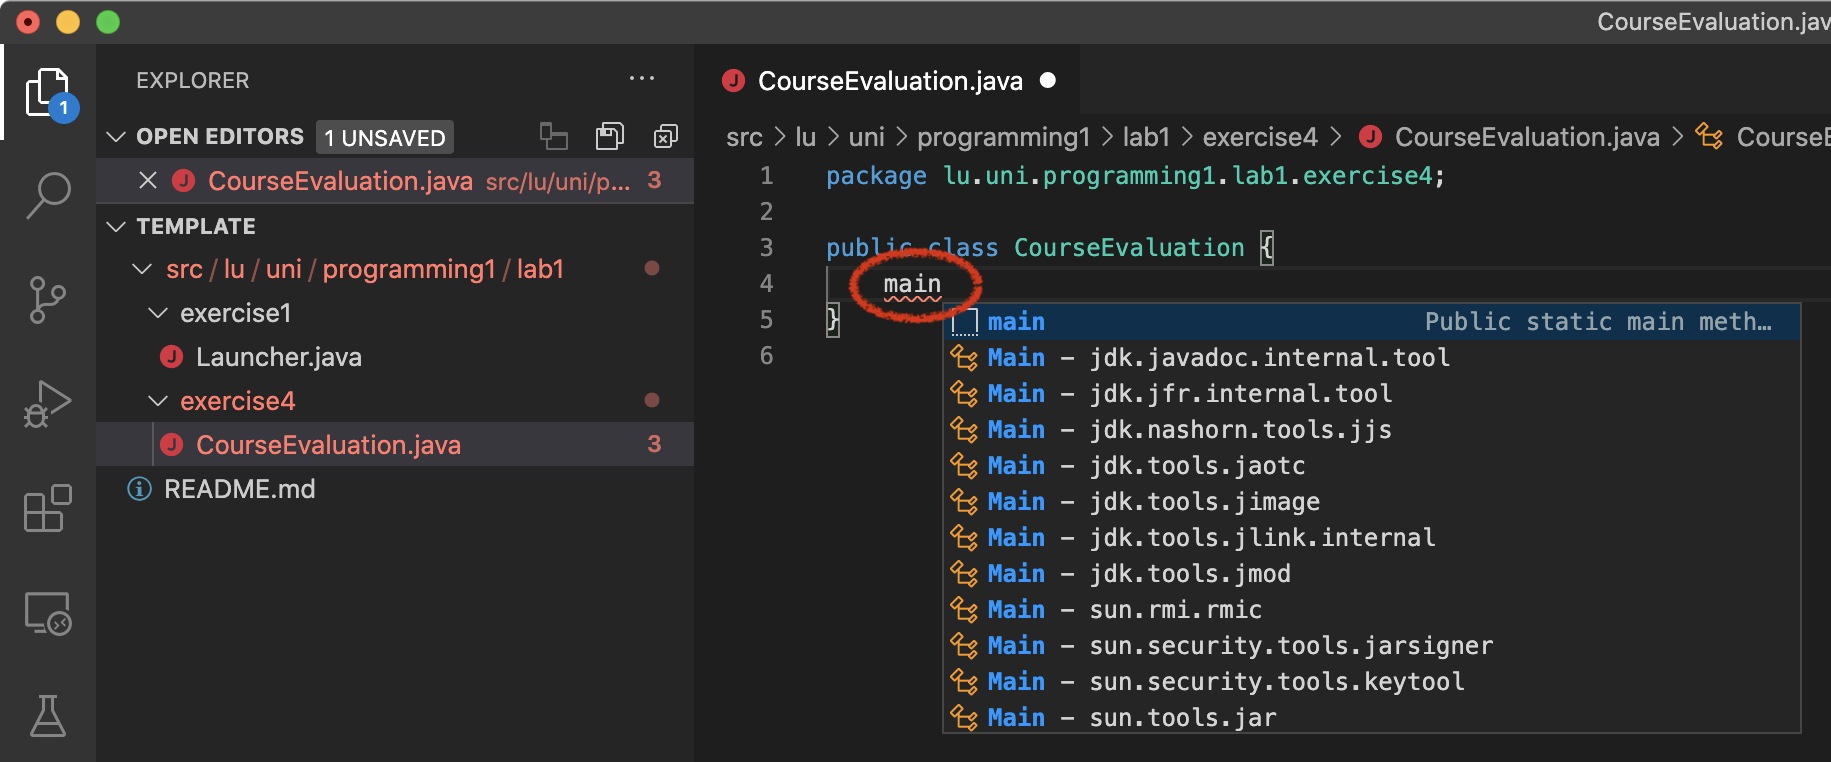 CourseEvaluation.jav
EXPLORER ...
1
OPEN EDITORS 1 UNSAVED
CourseEvaluation.java src/lu/uni/p... 3
TEMPLATE
src / lu / uni / programming1 / lab1
exercise1
J Launcher.java
exercise4
J CourseEvaluation.java 3
README.md
J CourseEvaluation.java
src > lu > uni > programming1 > lab1 > exercise4 > J CourseEvaluation.java > CourseE
1 package lu.uni.programming1.lab1.exercise4;
2
3 public class CourseEvaluation {
4 main
5 }
6
main Public static main meth...
Main - jdk.javadoc.internal.tool
Main - jdk.jfr.internal.tool
Main - jdk.nashorn.tools.jjs
Main - jdk.tools.jaotc
Main - jdk.tools.jimage
Main - jdk.tools.jlink.internal
Main - jdk.tools.jmod
Main - sun.rmi.rmic
Main - sun.security.tools.jarsigner
Main - sun.security.tools.keytool
Main - sun.tools.jar